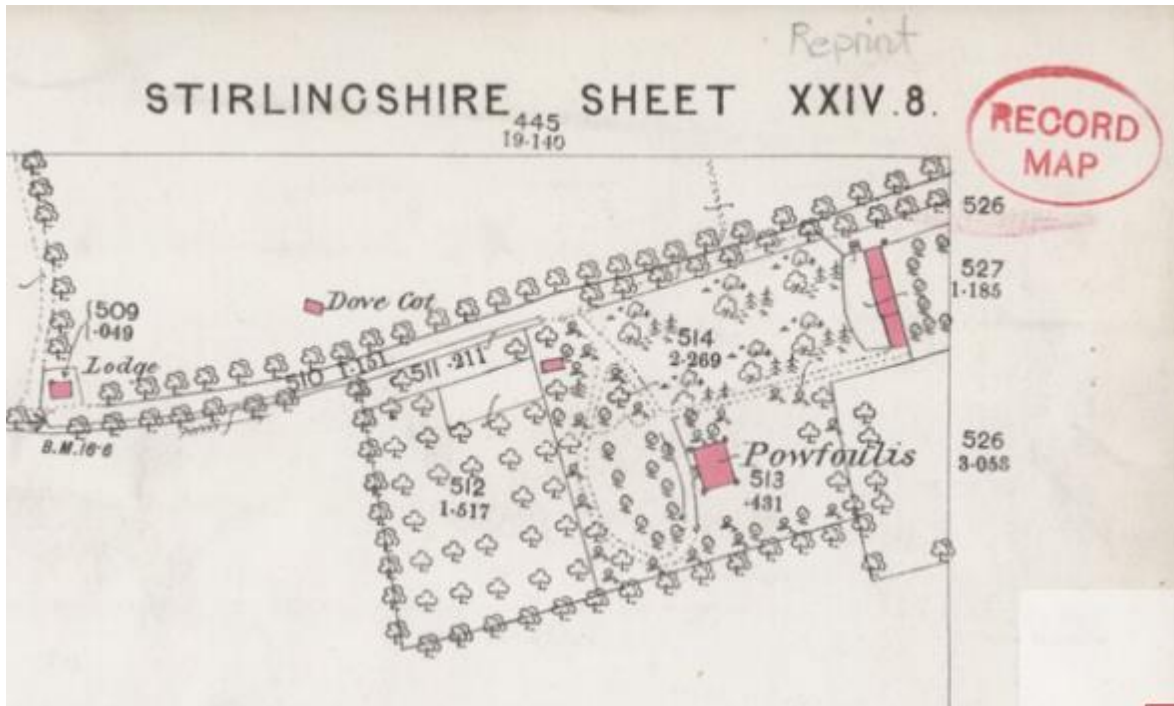 Reprint
STIRLINGSHIRE SHEET XXIV.8.
RECORD
MAP
445
19·140
526
527
1·185
509
·049
Lodge
Dove Cot
510 1·151
511 ·211
514
2·269
B.M.16·6
512
1·517
Powfoulis
513
·431
526
3·058